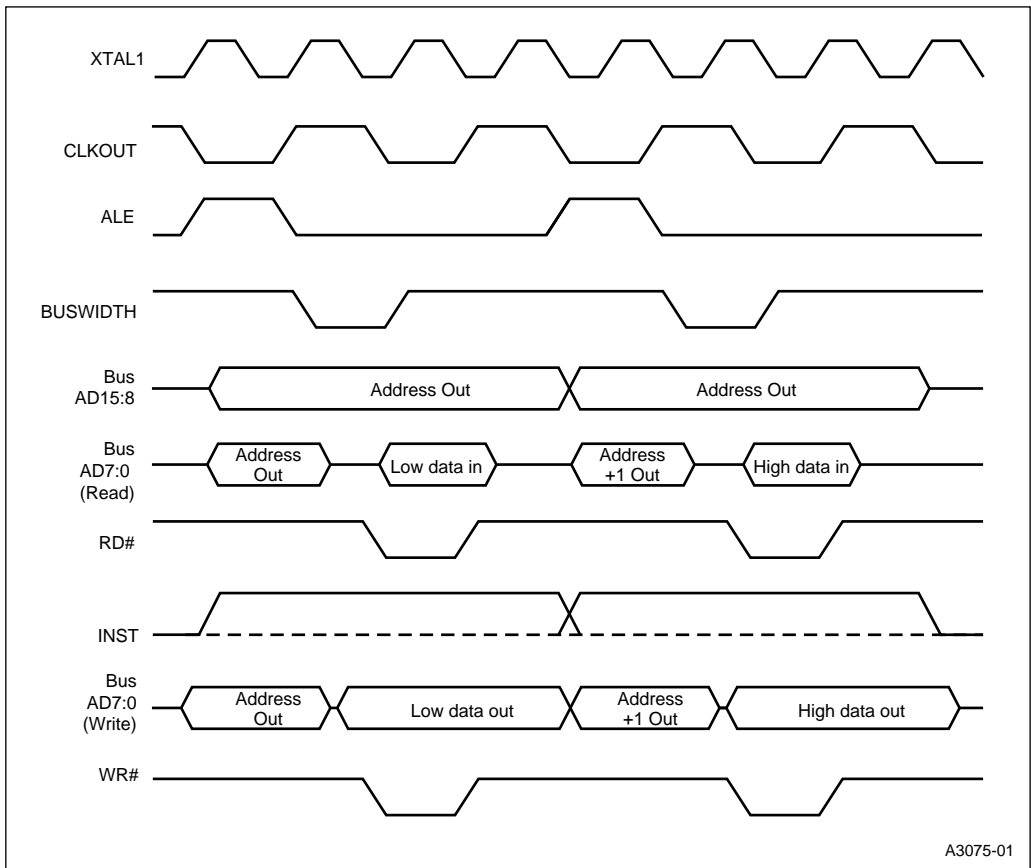 XTAL1
CLKOUT
ALE
BUSWIDTH
Bus
AD15:8
Address Out
Address Out
Bus
AD7:0
(Read)
Address
Out
Low data in
Address
+1 Out
High data in
RD#
INST
Bus
AD7:0
(Write)
Address
Out
Low data out
Address
+1 Out
High data out
WR#
A3075-01